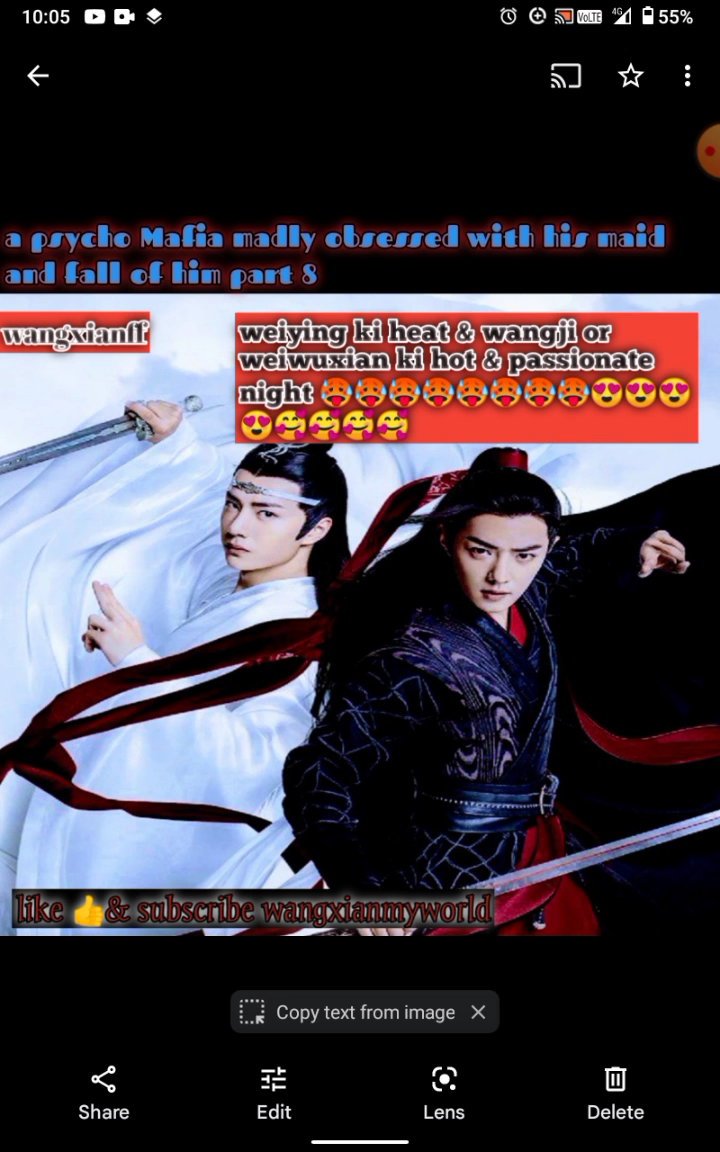 10:05 VoLTE 4G 55%
a psycho Mafia madly obsessed with his maid
and fall of him part 8
wangxianff
weiying ki heat & wangji or
weiwuxian ki hot & passionate
night 🥵🥵🥵🥵🥵🥵🥵🥵😍😍😍
😍🥰🥰🥰🥰
like 👍& subscribe wangxianmyworld
Copy text from image
Share Edit Lens Delete